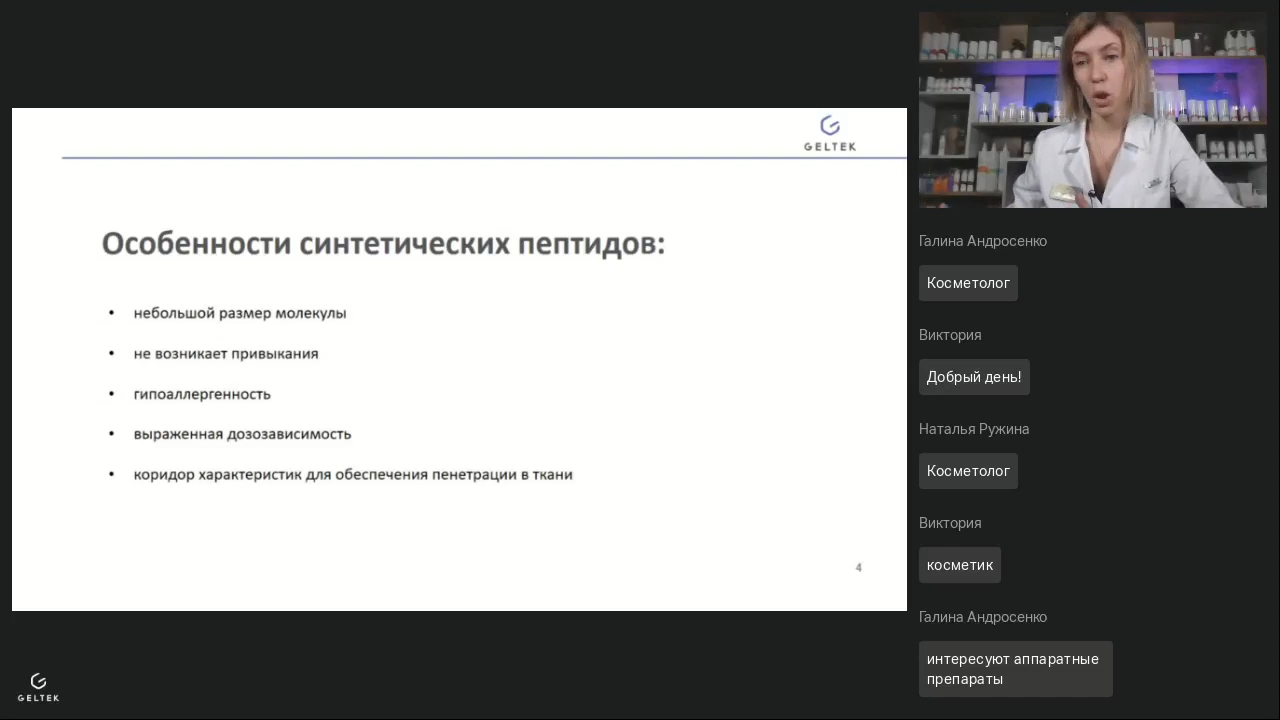 GELTEK
Особенности синтетических пептидов:
• небольшой размер молекулы
• не возникает привыкания
• гипоаллергенность
• выраженная дозозависимость
• коридор характеристик для обеспечения пенетрации в ткани
4
GELTEK
Галина Андросенко
Косметолог
Виктория
Добрый день!
Наталья Ружина
Косметолог
Виктория
косметик
Галина Андросенко
интересуют аппаратные
препараты